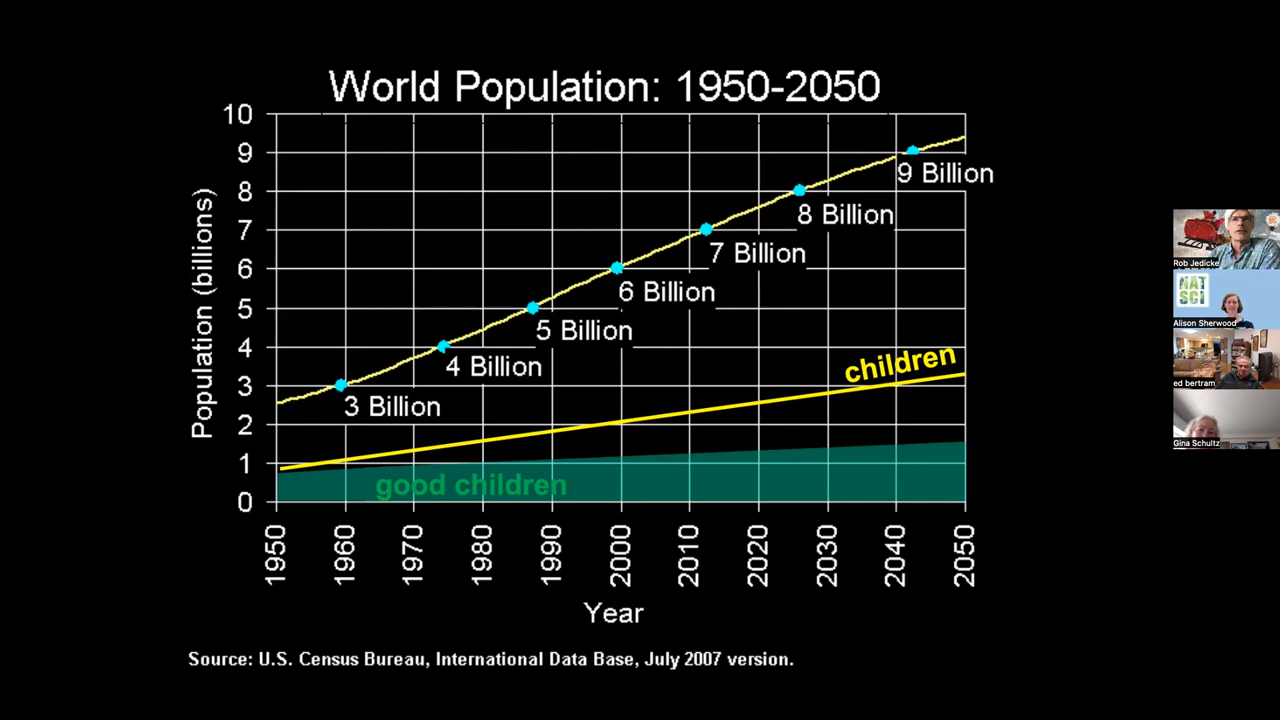 World Population: 1950-2050
Population (billions)
10
9
8
7
6
5
4
3
2
1
0
9 Billion
8 Billion
7 Billion
6 Billion
5 Billion
4 Billion
3 Billion
children
good children
1950
1960
1970
1980
1990
2000
2010
2020
2030
2040
2050
Year
Source: U.S. Census Bureau, International Data Base, July 2007 version.
Rob Jedicke
NAT
SCI
Alison Sherwood
ed bertram
Gina Schultz